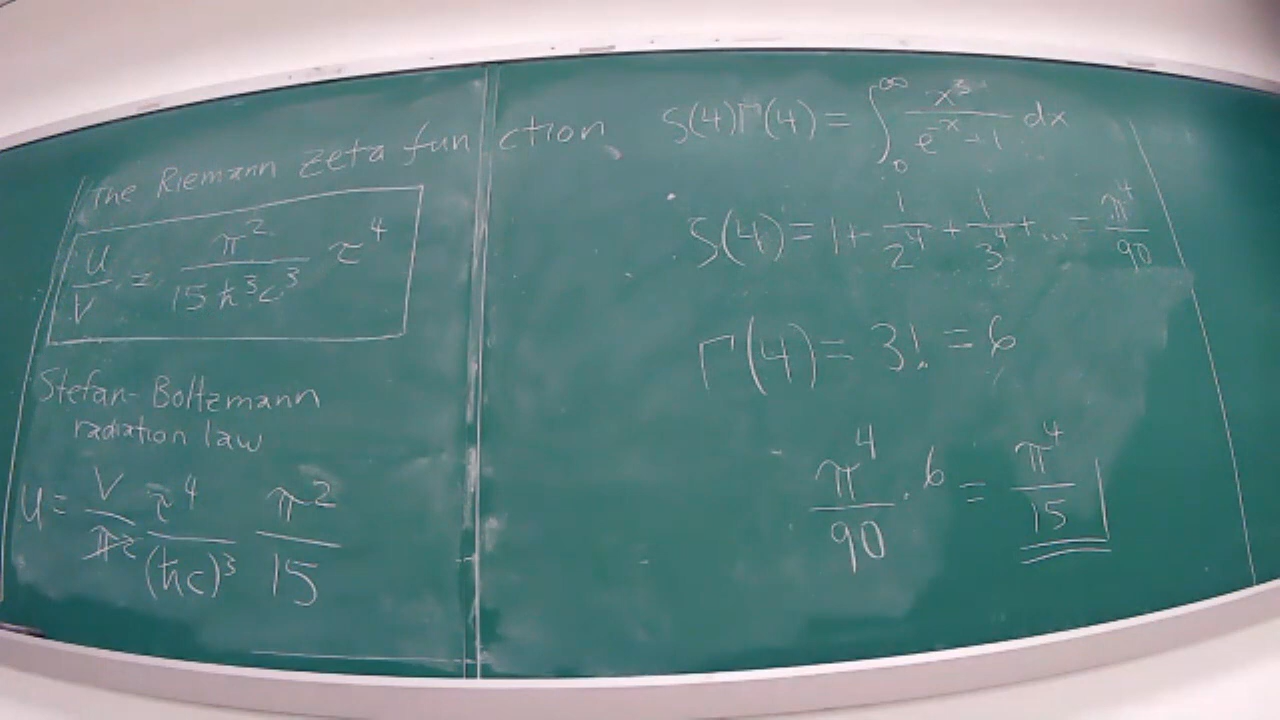 The Riemann zeta function
U/V = π²/(15 ħ³c³) τ⁴
Stefan-Boltzmann
radiation law
U = V/π² τ⁴/(ħc)³ π²/15
ζ(4)Γ(4) = ∫₀^∞ x³/(e⁻ˣ-1) dx
ζ(4) = 1 + 1/2⁴ + 1/3⁴ + ... = π⁴/90
Γ(4) = 3! = 6
π⁴/90 · 6 = π⁴/15